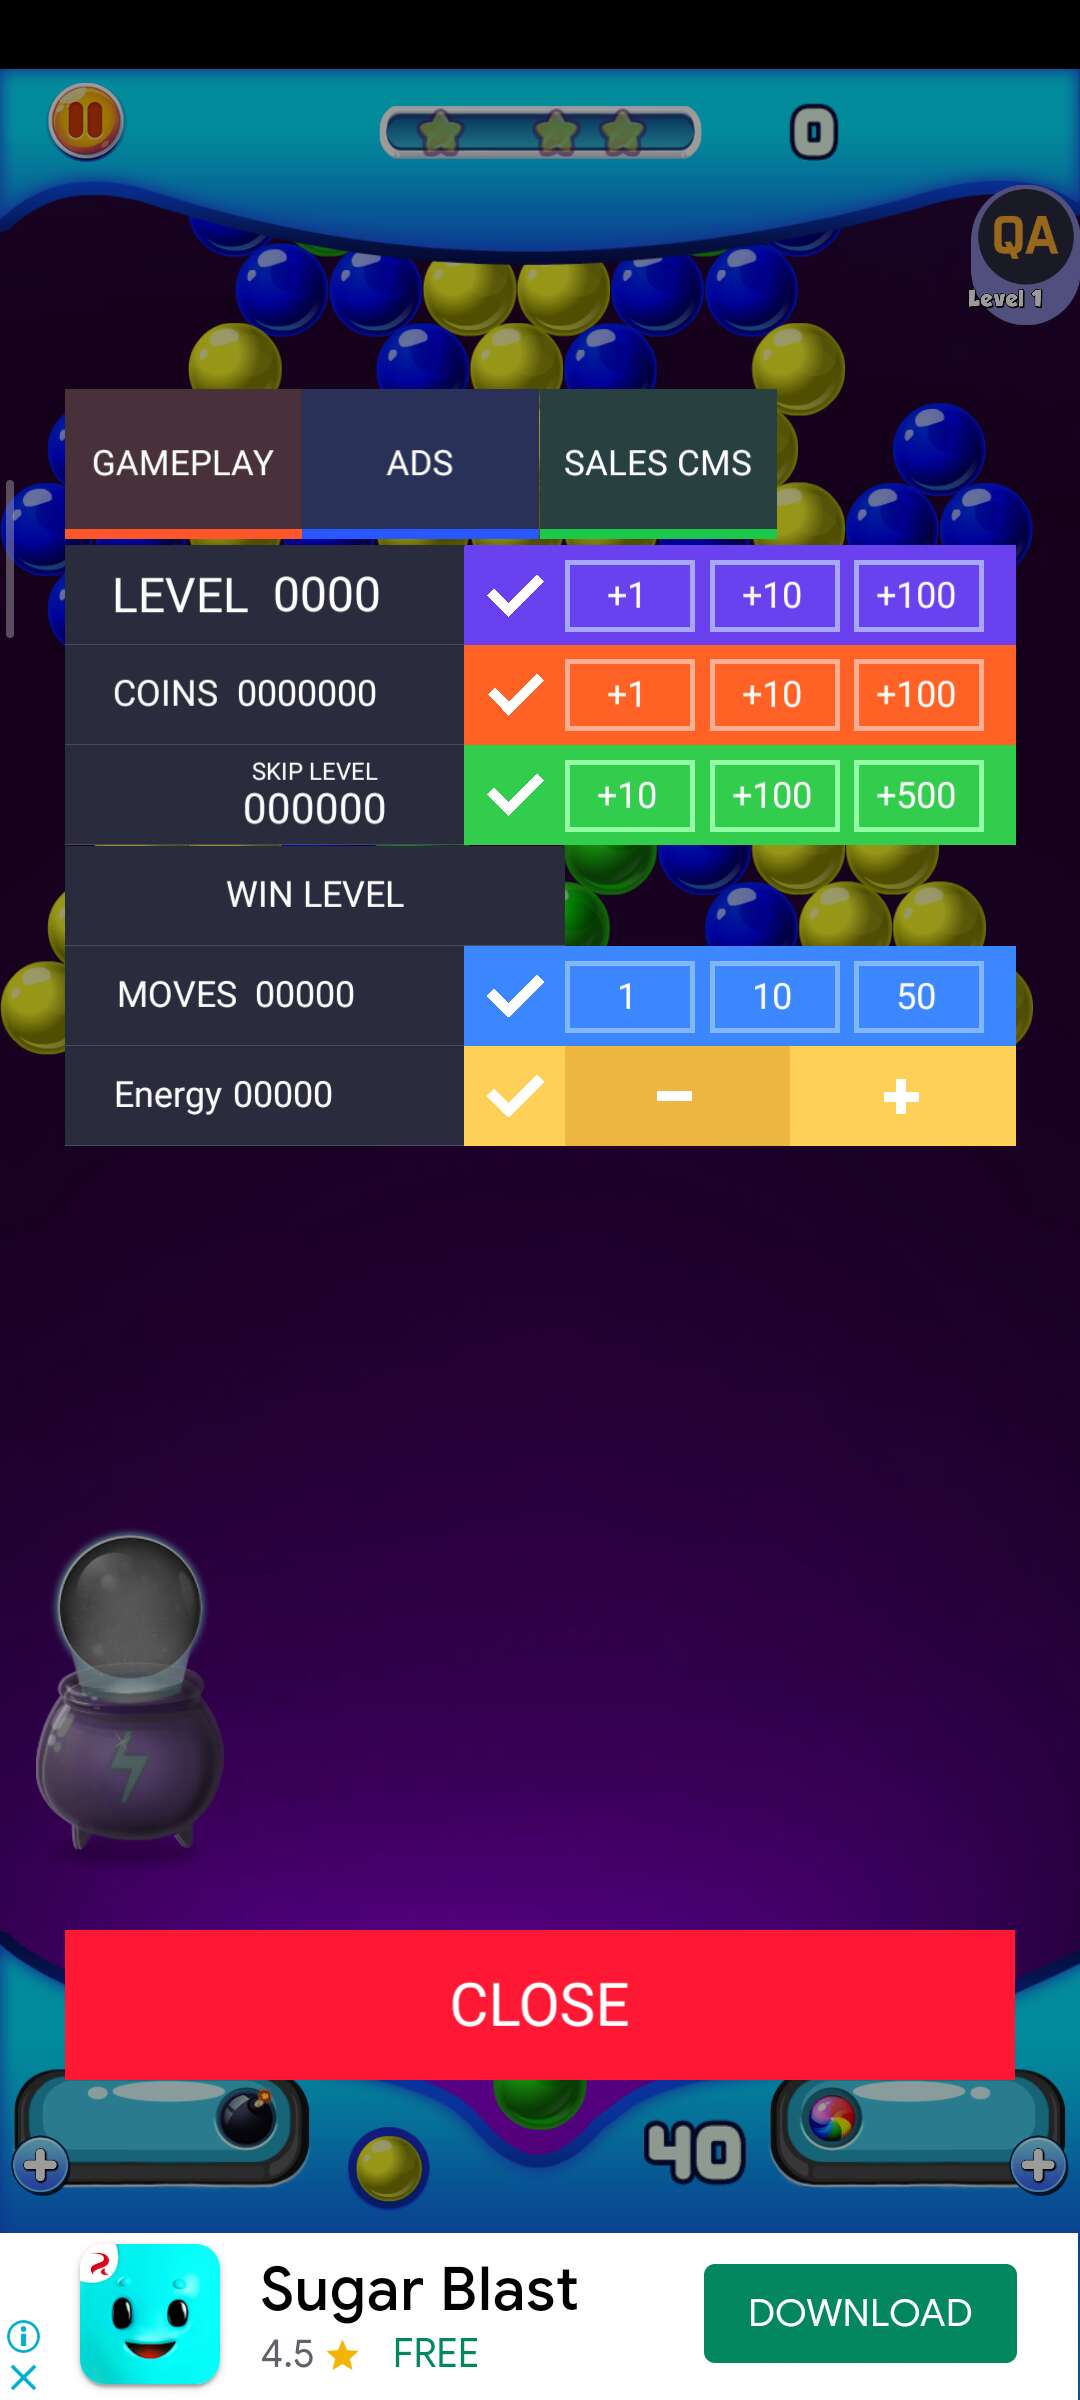 0
QA
Level 1
GAMEPLAY ADS SALES CMS
LEVEL 0000 +1 +10 +100
COINS 0000000 +1 +10 +100
SKIP LEVEL
000000 +10 +100 +500
WIN LEVEL
MOVES 00000 1 10 50
Energy 00000 - +
CLOSE
40
Sugar Blast
4.5 FREE
DOWNLOAD